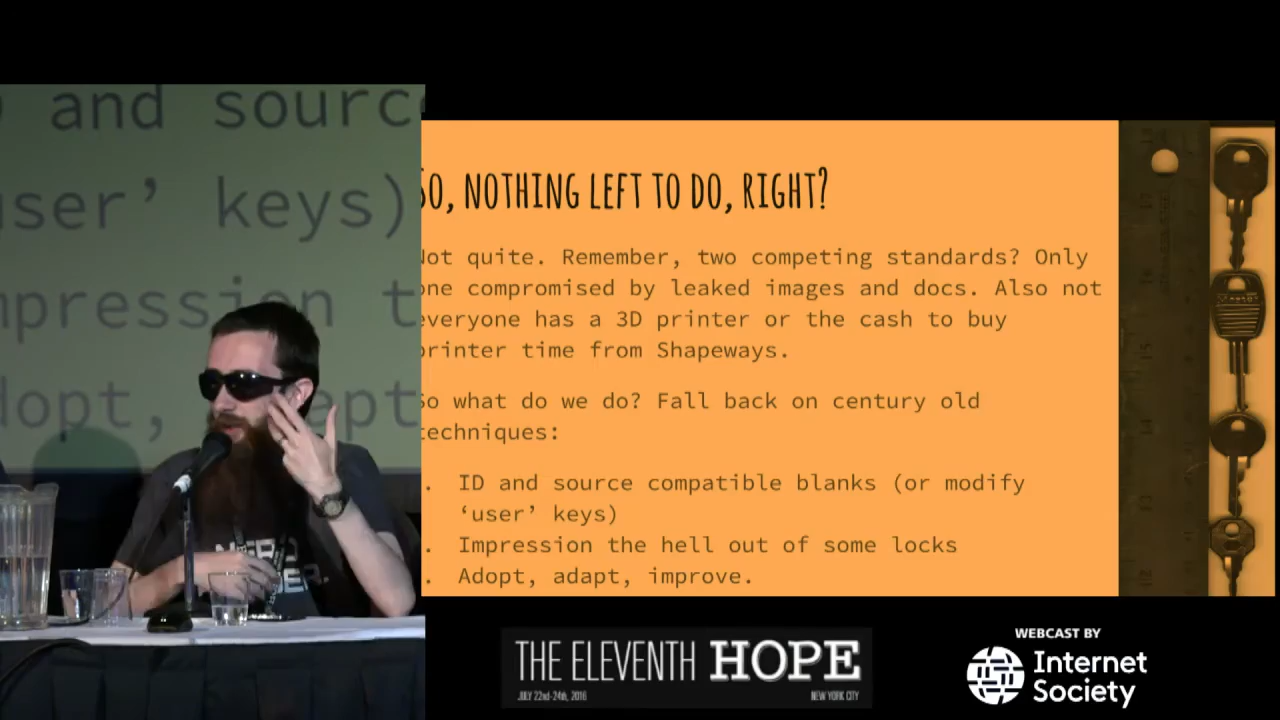 and sourc
user’ keys)
mpression t
dopt,
ept
SO, NOTHING LEFT TO DO, RIGHT?
Not quite. Remember, two competing standards? Only
one compromised by leaked images and docs. Also not
everyone has a 3D printer or the cash to buy
printer time from Shapeways.
So what do we do? Fall back on century old
techniques:
. ID and source compatible blanks (or modify
‘user’ keys)
. Impression the hell out of some locks
. Adopt, adapt, improve.
THE ELEVENTH HOPE
JULY 22nd-24th, 2016
NEW YORK CITY
WEBCAST BY
Internet
Society